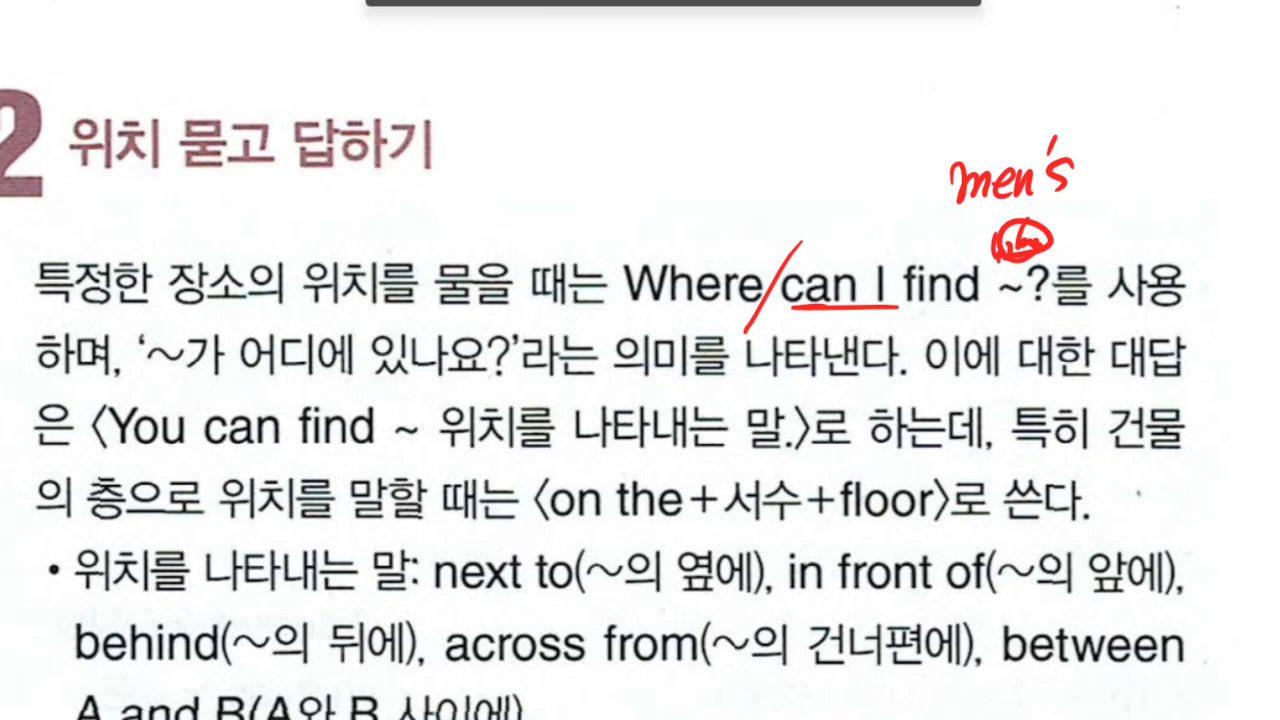 2 위치 묻고 답하기
men's
특정한 장소의 위치를 물을 때는 Where can I find ~?를 사용
하며, ‘~가 어디에 있나요?’라는 의미를 나타낸다. 이에 대한 대답
은 〈You can find ~ 위치를 나타내는 말.〉로 하는데, 특히 건물
의 층으로 위치를 말할 때는 〈on the+서수+floor〉로 쓴다.
• 위치를 나타내는 말: next to(~의 옆에), in front of(~의 앞에),
behind(~의 뒤에), across from(~의 건너편에), between
A and B(A와 B 사이에)